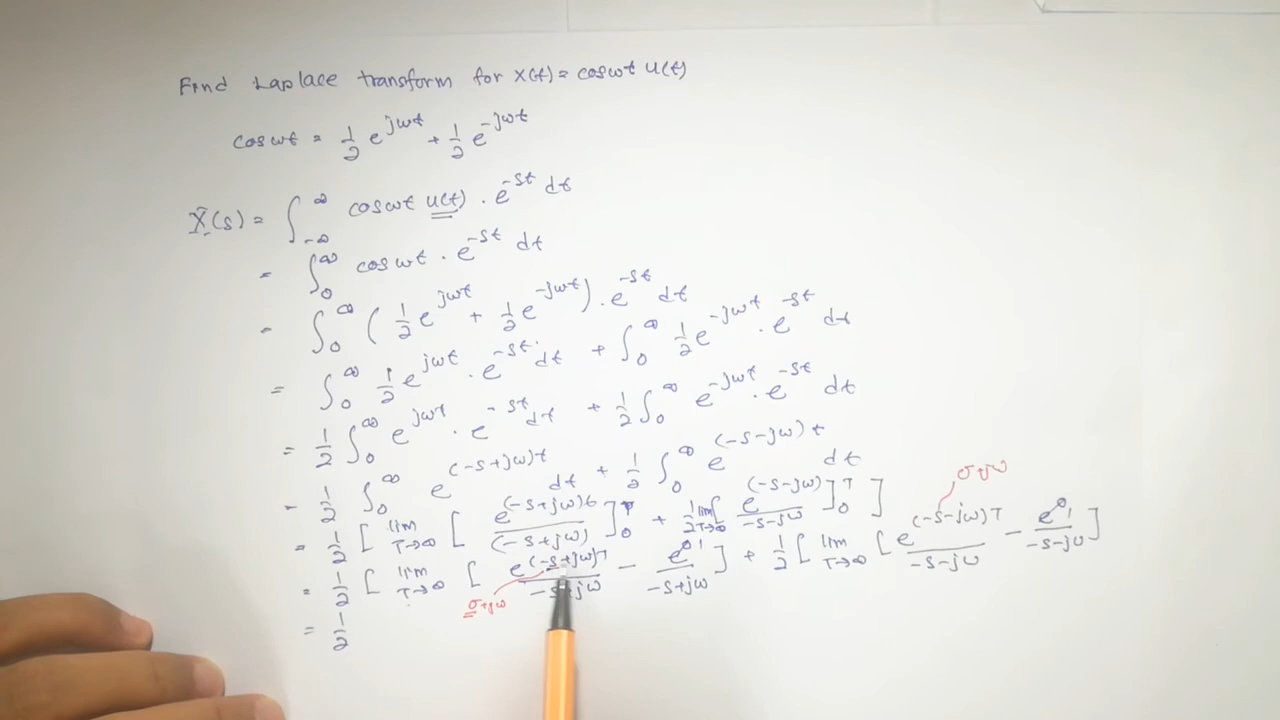 Find Laplace transform for x(t) = cosωt u(t)
cosωt = 1/2 e^{jωt} + 1/2 e^{-jωt}
X(s) = ∫_{-∞}^{∞} cosωt u(t) . e^{-st} dt
= ∫_0^∞ cosωt . e^{-st} dt
= ∫_0^∞ ( 1/2 e^{jωt} + 1/2 e^{-jωt} ) . e^{-st} dt
= ∫_0^∞ 1/2 e^{jωt} . e^{-st} dt + ∫_0^∞ 1/2 e^{-jωt} . e^{-st} dt
= 1/2 ∫_0^∞ e^{jωt} . e^{-st} dt + 1/2 ∫_0^∞ e^{-jωt} . e^{-st} dt
= 1/2 ∫_0^∞ e^{(-s+jω)t} dt + 1/2 ∫_0^∞ e^{(-s-jω)t} dt
σ+jω
= 1/2 [ lim T→∞ [ e^{(-s+jω)t} / (-s+jω) ]_0^T + 1/2 lim T→∞ [ e^{(-s-jω)} / -s-jω ]_0^T ]
= 1/2 [ lim T→∞ [ e^{(-s+jω)T} / -s+jω - e^0 1 / -s+jω ] + 1/2 [ lim T→∞ [ e^{(-s-jω)T} / -s-jω - e^0 1 / -s-jω ]
σ+jω
= 1/2